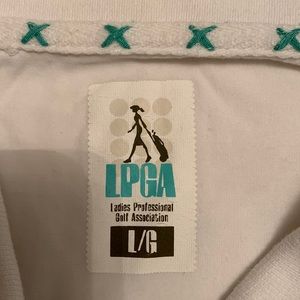 LPGA
Ladies Professional
Golf Association
L/G